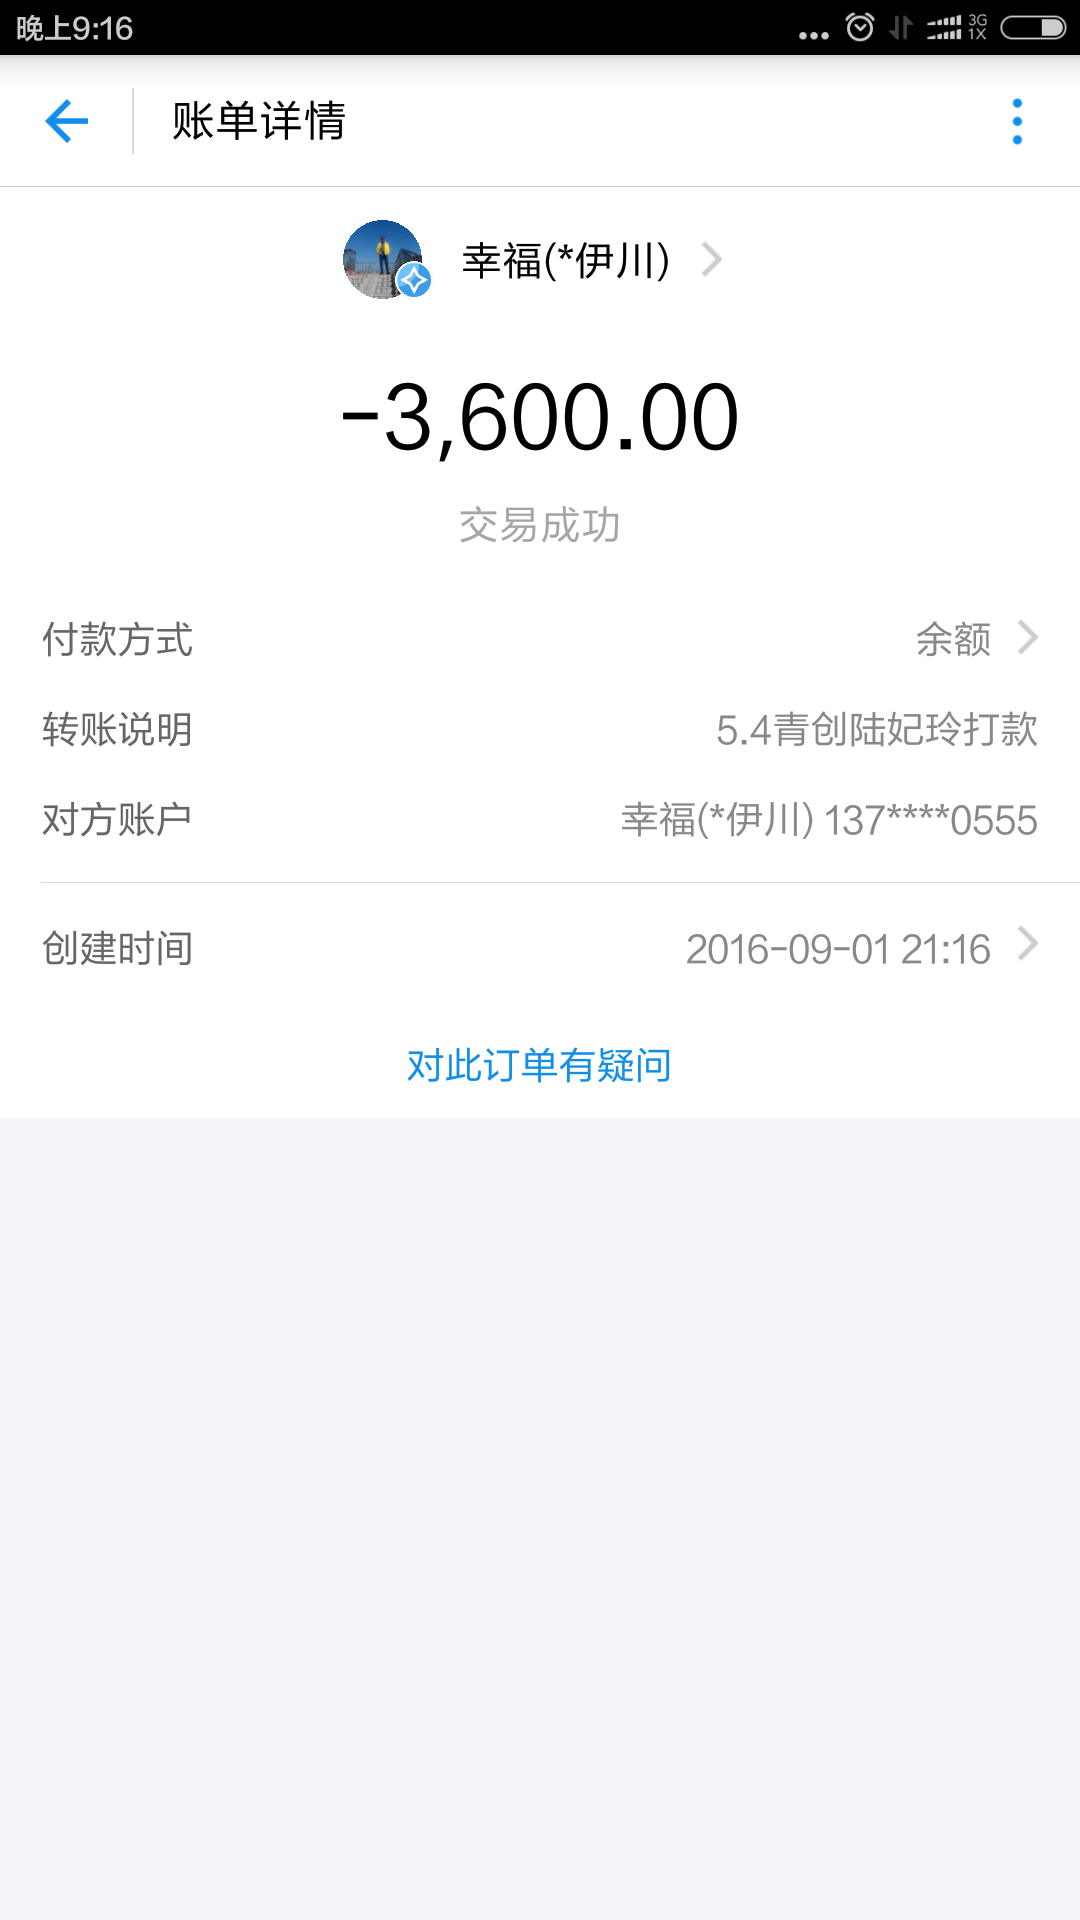 晚上9:16
3G
1X
账单详情
幸福(*伊川)
-3,600.00
交易成功
付款方式 余额
转账说明 5.4青创陆妃玲打款
对方账户 幸福(*伊川) 137****0555
创建时间 2016-09-01 21:16
对此订单有疑问